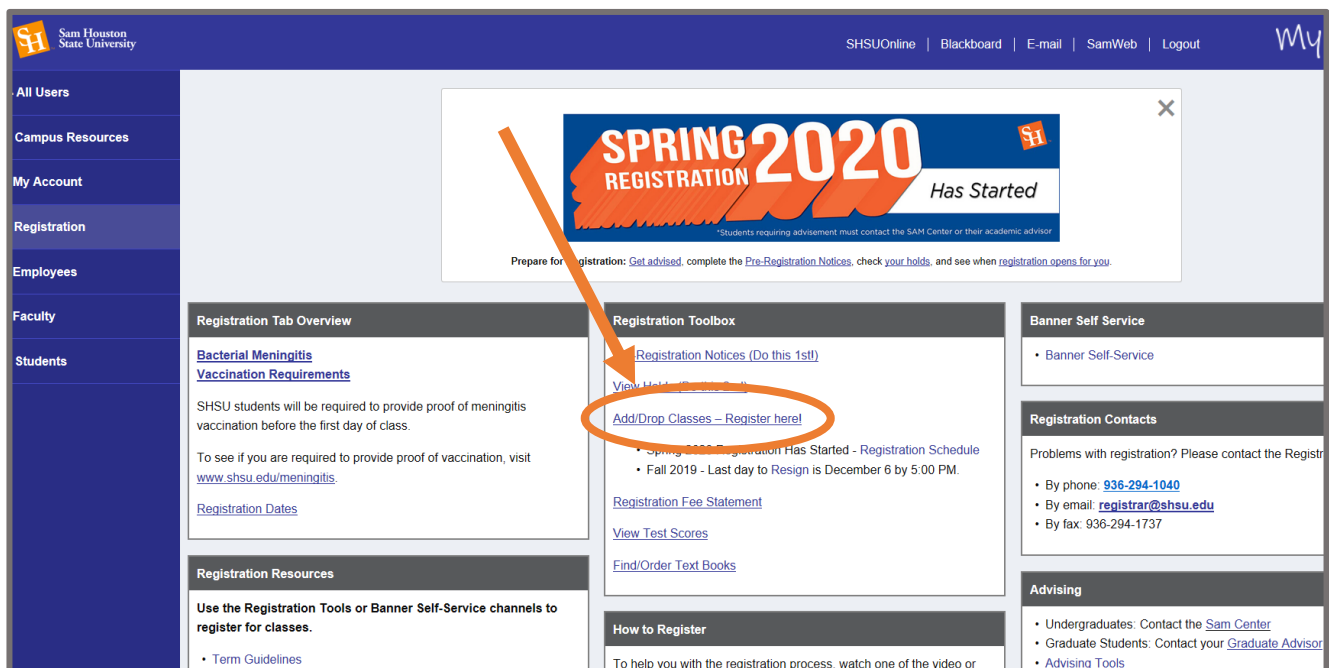 Sam Houston
State University
SHSUOnline | Blackboard | E-mail | SamWeb | Logout
My
All Users
Campus Resources
My Account
Registration
Employees
Faculty
Students
SPRING 2020
REGISTRATION
Has Started
*Students requiring advisement must contact the SAM Center or their academic advisor
Prepare for Registration: Get advised, complete the Pre-Registration Notices, check your holds, and see when registration opens for you.
Registration Tab Overview
Bacterial Meningitis
Vaccination Requirements
SHSU students will be required to provide proof of meningitis
vaccination before the first day of class.
To see if you are required to provide proof of vaccination, visit
www.shsu.edu/meningitis.
Registration Dates
Registration Resources
Use the Registration Tools or Banner Self-Service channels to
register for classes.
• Term Guidelines
Registration Toolbox
-Registration Notices (Do this 1st!)
View Holds
Add/Drop Classes – Register here!
• Spring 2020 Registration Has Started - Registration Schedule
• Fall 2019 - Last day to Resign is December 6 by 5:00 PM.
Registration Fee Statement
View Test Scores
Find/Order Text Books
How to Register
To help you with the registration process, watch one of the video or
Banner Self Service
• Banner Self-Service
Registration Contacts
Problems with registration? Please contact the Registr
• By phone: 936-294-1040
• By email: registrar@shsu.edu
• By fax: 936-294-1737
Advising
• Undergraduates: Contact the Sam Center
• Graduate Students: Contact your Graduate Advisor
• Advising Tools